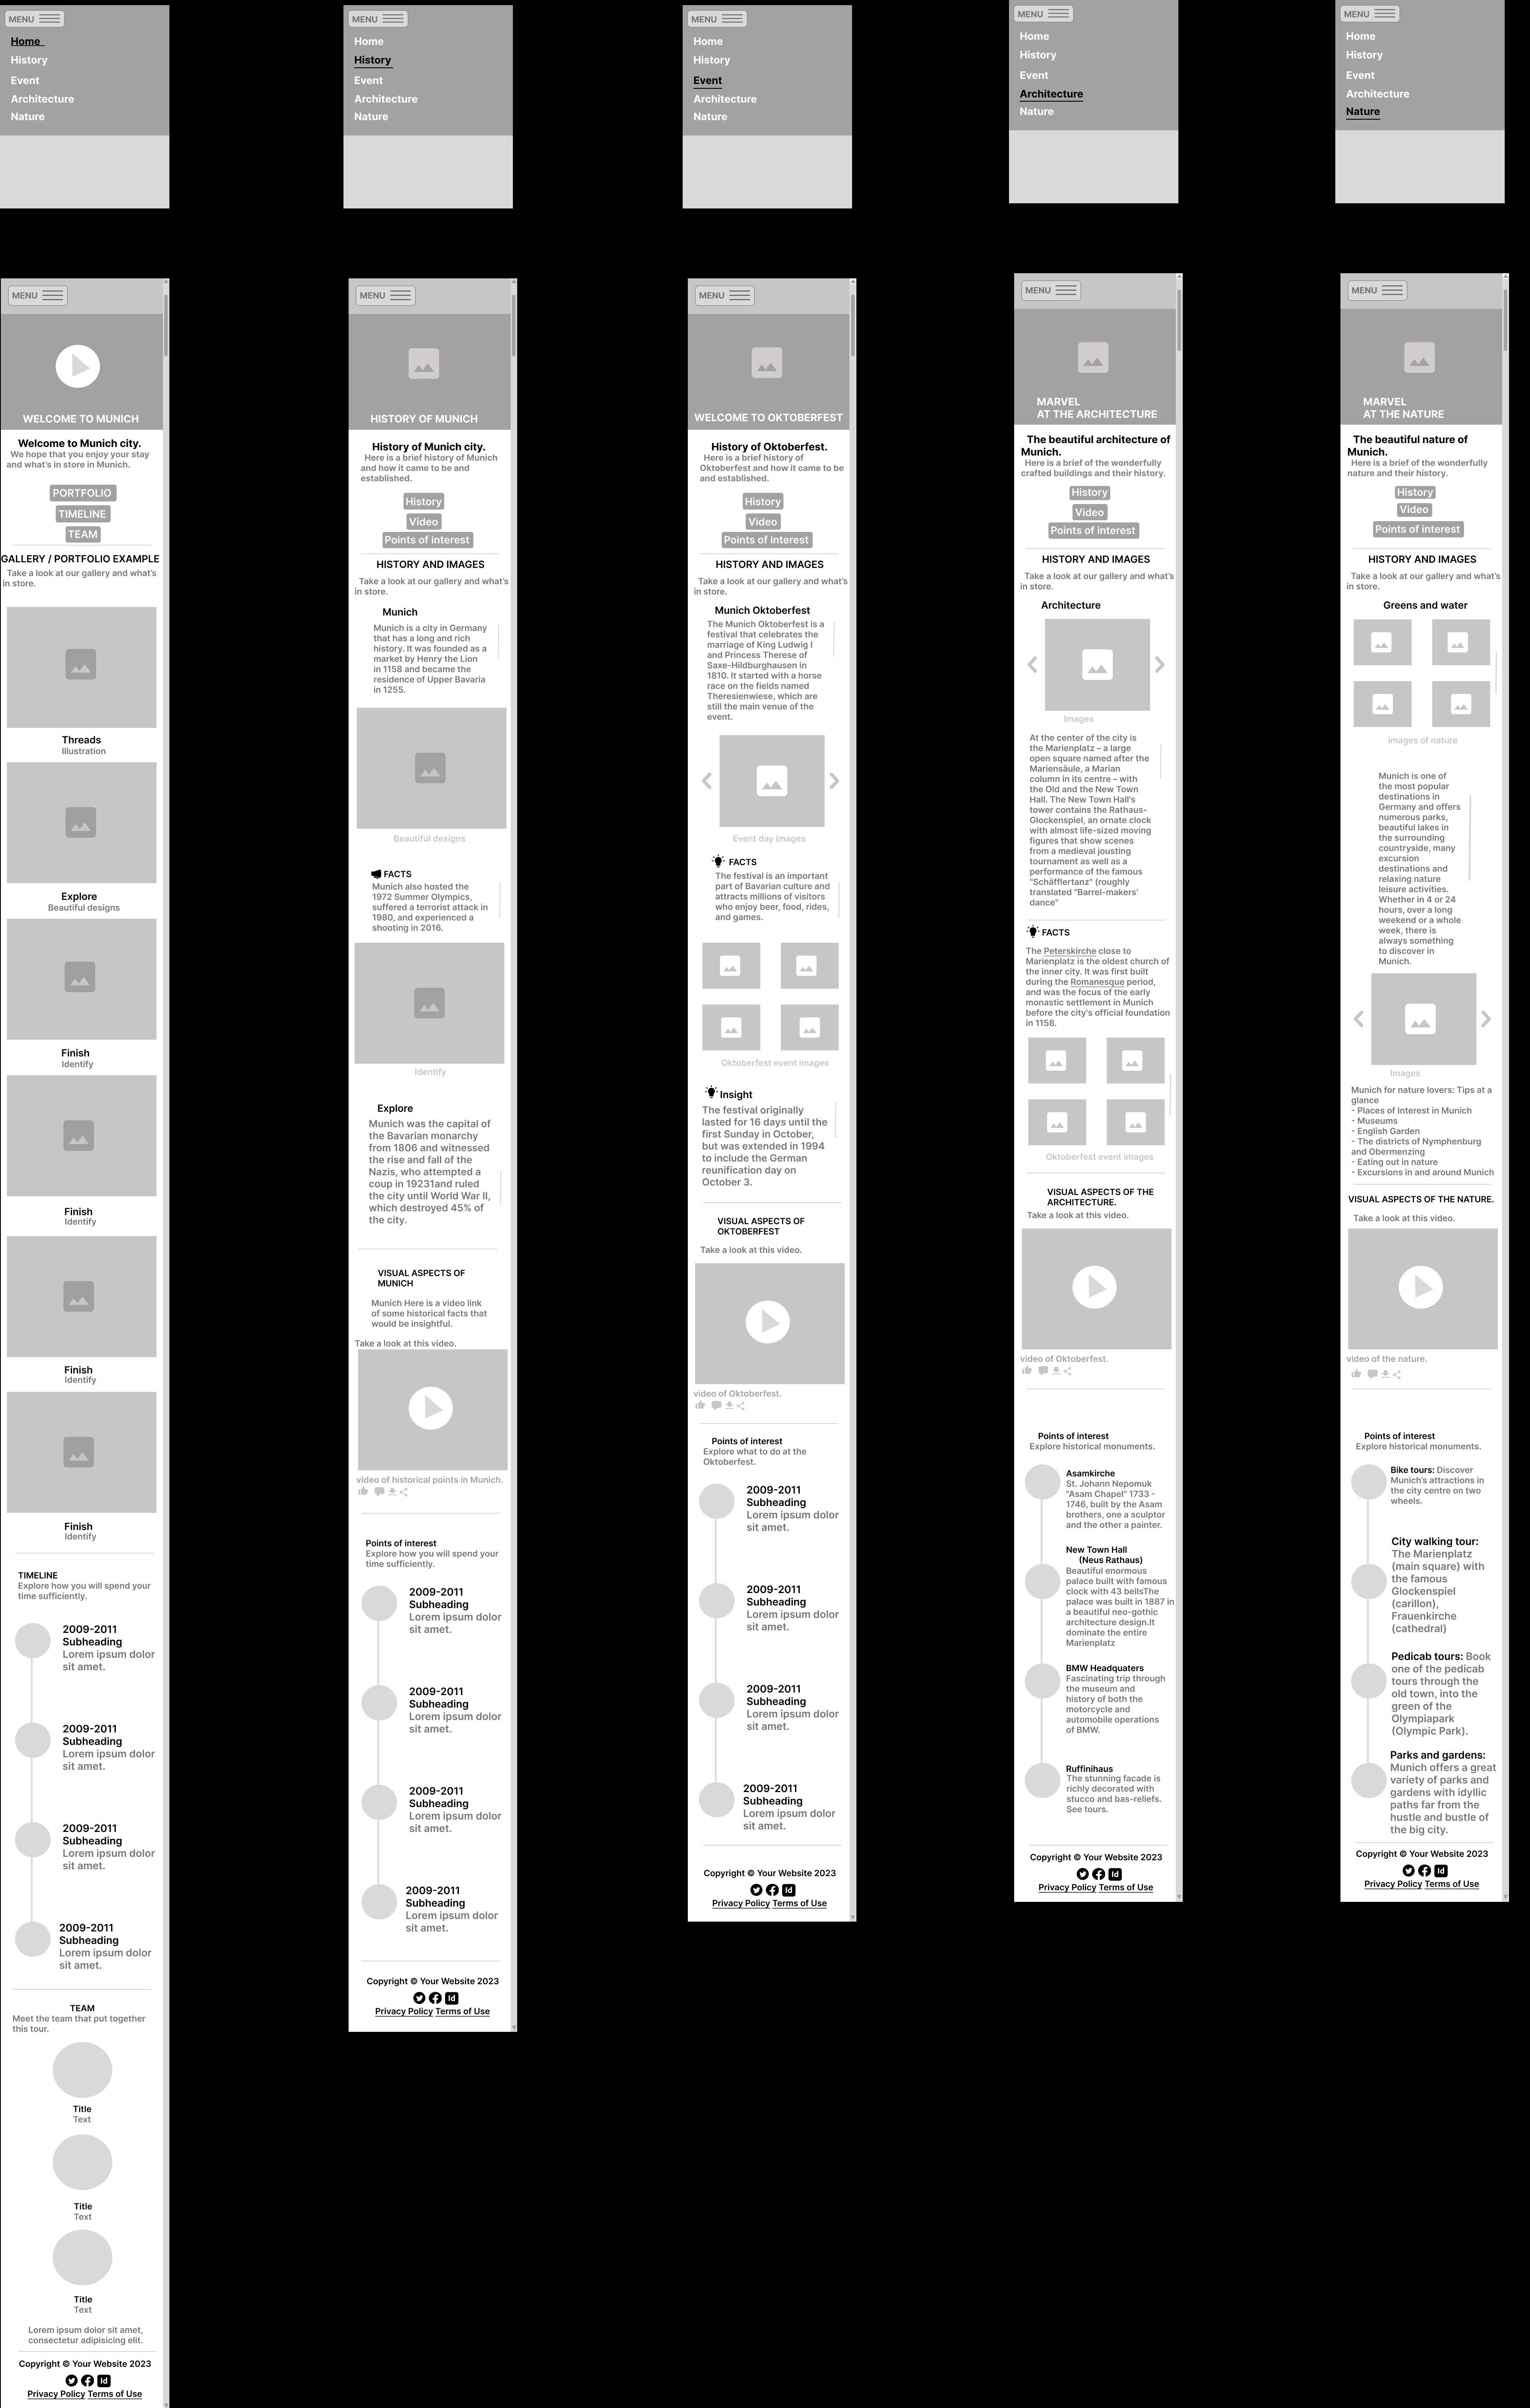 MENU
Home
History
Event
Architecture
Nature
MENU
Home
History
Event
Architecture
Nature
MENU
Home
History
Event
Architecture
Nature
MENU
Home
History
Event
Architecture
Nature
MENU
Home
History
Event
Architecture
Nature
MENU
WELCOME TO MUNICH
Welcome to Munich city.
We hope that you enjoy your stay
and what's in store in Munich.
PORTFOLIO
TIMELINE
TEAM
GALLERY / PORTFOLIO EXAMPLE
Take a look at our gallery and what's
in store.
Threads
Illustration
Explore
Beautiful designs
Finish
Identify
Finish
Identify
Finish
Identify
Finish
Identify
TIMELINE
Explore how you will spend your
time sufficiently.
2009-2011
Subheading
Lorem ipsum dolor
sit amet.
2009-2011
Subheading
Lorem ipsum dolor
sit amet.
2009-2011
Subheading
Lorem ipsum dolor
sit amet.
2009-2011
Subheading
Lorem ipsum dolor
sit amet.
TEAM
Meet the team that put together
this tour.
Title
Text
Title
Text
Title
Text
Lorem ipsum dolor sit amet,
consectetur adipisicing elit.
Copyright © Your Website 2023
Id
Privacy Policy Terms of Use
MENU
HISTORY OF MUNICH
History of Munich city.
Here is a brief history of Munich
and how it came to be and
established.
History
Video
Points of interest
HISTORY AND IMAGES
Take a look at our gallery and what's
in store.
Munich
Munich is a city in Germany
that has a long and rich
history. It was founded as a
market by Henry the Lion
in 1158 and became the
residence of Upper Bavaria
in 1255.
Beautiful designs
FACTS
Munich also hosted the
1972 Summer Olympics,
suffered a terrorist attack in
1980, and experienced a
shooting in 2016.
Identify
Explore
Munich was the capital of
the Bavarian monarchy
from 1806 and witnessed
the rise and fall of the
Nazis, who attempted a
coup in 19231and ruled
the city until World War II,
which destroyed 45% of
the city.
VISUAL ASPECTS OF
MUNICH
Munich Here is a video link
of some historical facts that
would be insightful.
Take a look at this video.
video of historical points in Munich.
Points of interest
Explore how you will spend your
time sufficiently.
2009-2011
Subheading
Lorem ipsum dolor
sit amet.
2009-2011
Subheading
Lorem ipsum dolor
sit amet.
2009-2011
Subheading
Lorem ipsum dolor
sit amet.
2009-2011
Subheading
Lorem ipsum dolor
sit amet.
Copyright © Your Website 2023
Id
Privacy Policy Terms of Use
MENU
WELCOME TO OKTOBERFEST
History of Oktoberfest.
Here is a brief history of
Oktoberfest and how it came to be
and established.
History
Video
Points of interest
HISTORY AND IMAGES
Take a look at our gallery and what's
in store.
Munich Oktoberfest
The Munich Oktoberfest is a
festival that celebrates the
marriage of King Ludwig I
and Princess Therese of
Saxe-Hildburghausen in
1810. It started with a horse
race on the fields named
Theresienwiese, which are
still the main venue of the
event.
Event day images
FACTS
The festival is an important
part of Bavarian culture and
attracts millions of visitors
who enjoy beer, food, rides,
and games.
Oktoberfest event images
Insight
The festival originally
lasted for 16 days until the
first Sunday in October,
but was extended in 1994
to include the German
reunification day on
October 3.
VISUAL ASPECTS OF
OKTOBERFEST
Take a look at this video.
video of Oktoberfest.
Points of interest
Explore what to do at the
Oktoberfest.
2009-2011
Subheading
Lorem ipsum dolor
sit amet.
2009-2011
Subheading
Lorem ipsum dolor
sit amet.
2009-2011
Subheading
Lorem ipsum dolor
sit amet.
2009-2011
Subheading
Lorem ipsum dolor
sit amet.
Copyright © Your Website 2023
Id
Privacy Policy Terms of Use
MENU
MARVEL
AT THE ARCHITECTURE
The beautiful architecture of
Munich.
Here is a brief of the wonderfully
crafted buildings and their history.
History
Video
Points of interest
HISTORY AND IMAGES
Take a look at our gallery and what's
in store.
Architecture
Images
At the center of the city is
the Marienplatz – a large
open square named after the
Mariensäule, a Marian
column in its centre – with
the Old and the New Town
Hall. The New Town Hall's
tower contains the Rathaus-
Glockenspiel, an ornate clock
with almost life-sized moving
figures that show scenes
from a medieval jousting
tournament as well as a
performance of the famous
"Schäfflertanz" (roughly
translated "Barrel-makers'
dance"
FACTS
The Peterskirche close to
Marienplatz is the oldest church of
the inner city. It was first built
during the Romanesque period,
and was the focus of the early
monastic settlement in Munich
before the city's official foundation
in 1158.
Oktoberfest event images
VISUAL ASPECTS OF THE
ARCHITECTURE.
Take a look at this video.
video of Oktoberfest.
Points of interest
Explore historical monuments.
Asamkirche
St. Johann Nepomuk
"Asam Chapel" 1733 -
1746, built by the Asam
brothers, one a sculptor
and the other a painter.
New Town Hall
(Neus Rathaus)
Beautiful enormous
palace built with famous
clock with 43 bellsThe
palace was built in 1887 in
a beautiful neo-gothic
architecture design.It
dominate the entire
Marienplatz
BMW Headquaters
Fascinating trip through
the museum and
history of both the
motorcycle and
automobile operations
of BMW.
Ruffinihaus
The stunning facade is
richly decorated with
stucco and bas-reliefs.
See tours.
Copyright © Your Website 2023
Id
Privacy Policy Terms of Use
MENU
MARVEL
AT THE NATURE
The beautiful nature of
Munich.
Here is a brief of the wonderfully
nature and their history.
History
Video
Points of interest
HISTORY AND IMAGES
Take a look at our gallery and what's
in store.
Greens and water
images of nature
Munich is one of
the most popular
destinations in
Germany and offers
numerous parks,
beautiful lakes in
the surrounding
countryside, many
excursion
destinations and
relaxing nature
leisure activities.
Whether in 4 or 24
hours, over a long
weekend or a whole
week, there is
always something
to discover in
Munich.
Images
Munich for nature lovers: Tips at a
glance
- Places of Interest in Munich
- Museums
- English Garden
- The districts of Nymphenburg
and Obermenzing
- Eating out in nature
- Excursions in and around Munich
VISUAL ASPECTS OF THE NATURE.
Take a look at this video.
video of the nature.
Points of interest
Explore historical monuments.
Bike tours: Discover
Munich's attractions in
the city centre on two
wheels.
City walking tour:
The Marienplatz
(main square) with
the famous
Glockenspiel
(carillon),
Frauenkirche
(cathedral)
Pedicab tours: Book
one of the pedicab
tours through the
old town, into the
green of the
Olympiapark
(Olympic Park).
Parks and gardens:
Munich offers a great
variety of parks and
gardens with idyllic
paths far from the
hustle and bustle of
the big city.
Copyright © Your Website 2023
Id
Privacy Policy Terms of Use